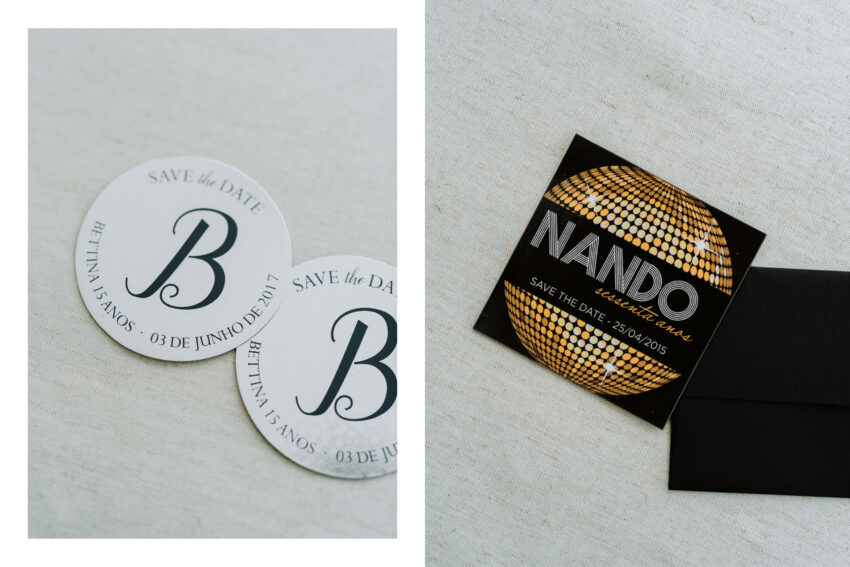 SAVE the DATE
B
BETTINA 15 ANOS · 03 DE JUNHO DE 2017
SAVE the DATE
B
BETTINA 15 ANOS · 03 DE JU
NANDO
sessenta anos
SAVE THE DATE - 25/04/2015